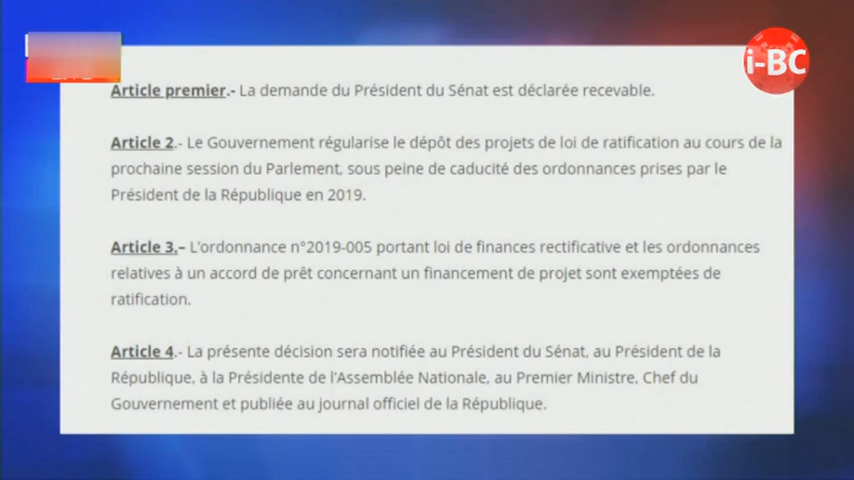 i-BC
Article premier.- La demande du Président du Sénat est déclarée recevable.
Article 2.- Le Gouvernement régularise le dépôt des projets de loi de ratification au cours de la
prochaine session du Parlement, sous peine de caducité des ordonnances prises par le
Président de la République en 2019.
Article 3.– L'ordonnance n°2019-005 portant loi de finances rectificative et les ordonnances
relatives à un accord de prêt concernant un financement de projet sont exemptées de
ratification.
Article 4.- La présente décision sera notifiée au Président du Sénat, au Président de la
République, à la Présidente de l'Assemblée Nationale, au Premier Ministre, Chef du
Gouvernement et publiée au journal officiel de la République.